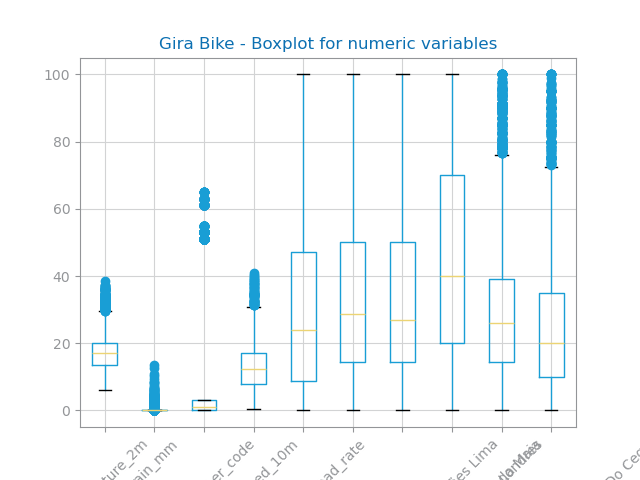 Gira Bike - Boxplot for numeric variables
100
80
60
40
20
0
ture_2m
ain_mm
er_code
ed_10m
ad_rate
es Lima
Do Ceg